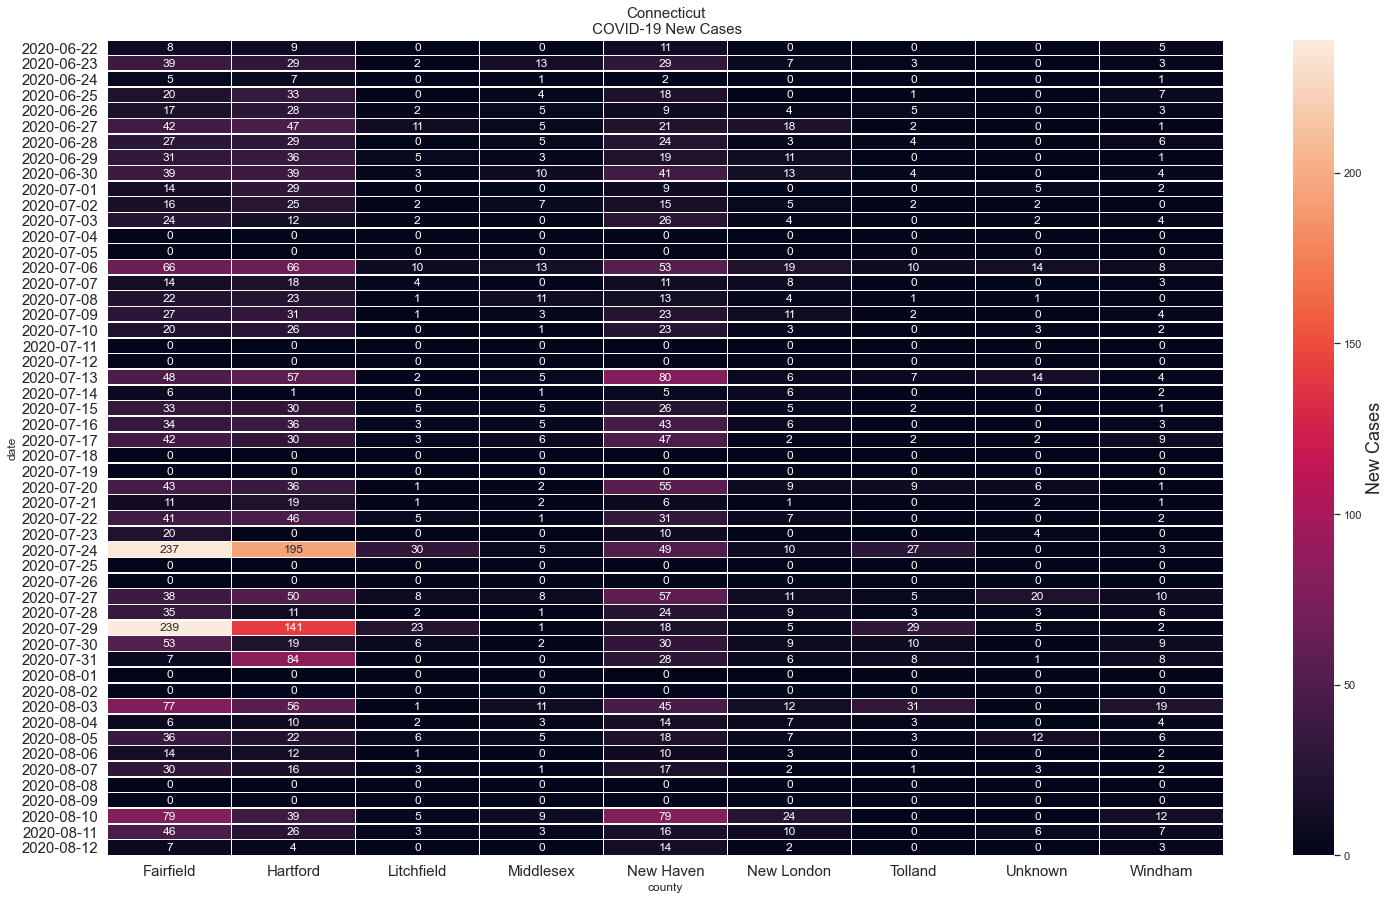 Connecticut
COVID-19 New Cases
2020-06-22 8 9 0 0 11 0 0 0 5
2020-06-23 39 29 2 13 29 7 3 0 3
2020-06-24 5 7 0 1 2 0 0 0 1
2020-06-25 20 33 0 4 18 0 1 0 7
2020-06-26 17 28 2 5 9 4 5 0 3
2020-06-27 42 47 11 5 21 18 2 0 1
2020-06-28 27 29 0 5 24 3 4 0 6
2020-06-29 31 36 5 3 19 11 0 0 1
2020-06-30 39 39 3 10 41 13 4 0 4
2020-07-01 14 29 0 0 9 0 0 5 2
2020-07-02 16 25 2 7 15 5 2 2 0
2020-07-03 24 12 2 0 26 4 0 2 4
2020-07-04 0 0 0 0 0 0 0 0 0
2020-07-05 0 0 0 0 0 0 0 0 0
2020-07-06 66 66 10 13 53 19 10 14 8
2020-07-07 14 18 4 0 11 8 0 0 3
2020-07-08 22 23 1 11 13 4 1 1 0
2020-07-09 27 31 1 3 23 11 2 0 4
2020-07-10 20 26 0 1 23 3 0 3 2
2020-07-11 0 0 0 0 0 0 0 0 0
2020-07-12 0 0 0 0 0 0 0 0 0
2020-07-13 48 57 2 5 80 6 7 14 4
2020-07-14 6 1 0 1 5 6 0 0 2
2020-07-15 33 30 5 5 26 5 2 0 1
2020-07-16 34 36 3 5 43 6 0 0 3
2020-07-17 42 30 3 6 47 2 2 2 9
2020-07-18 0 0 0 0 0 0 0 0 0
2020-07-19 0 0 0 0 0 0 0 0 0
2020-07-20 43 36 1 2 55 9 9 6 1
2020-07-21 11 19 1 2 6 1 0 2 1
2020-07-22 41 46 5 1 31 7 0 0 2
2020-07-23 20 0 0 0 10 0 0 4 0
2020-07-24 237 195 30 5 49 10 27 0 3
2020-07-25 0 0 0 0 0 0 0 0 0
2020-07-26 0 0 0 0 0 0 0 0 0
2020-07-27 38 50 8 8 57 11 5 20 10
2020-07-28 35 11 2 1 24 9 3 3 6
2020-07-29 239 141 23 1 18 5 29 5 2
2020-07-30 53 19 6 2 30 9 10 0 9
2020-07-31 7 84 0 0 28 6 8 1 8
2020-08-01 0 0 0 0 0 0 0 0 0
2020-08-02 0 0 0 0 0 0 0 0 0
2020-08-03 77 56 1 11 45 12 31 0 19
2020-08-04 6 10 2 3 14 7 3 0 4
2020-08-05 36 22 6 5 18 7 3 12 6
2020-08-06 14 12 1 0 10 3 0 0 2
2020-08-07 30 16 3 1 17 2 1 3 2
2020-08-08 0 0 0 0 0 0 0 0 0
2020-08-09 0 0 0 0 0 0 0 0 0
2020-08-10 79 39 5 9 79 24 0 0 12
2020-08-11 46 26 3 3 16 10 0 6 7
2020-08-12 7 4 0 0 14 2 0 0 3
Fairfield Hartford Litchfield Middlesex New Haven New London Tolland Unknown Windham
county
date
200
150
100
50
0
New Cases